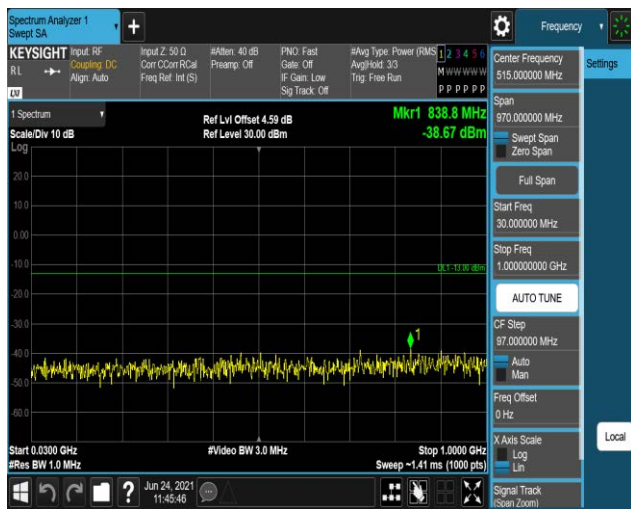 Spectrum Analyzer 1
Swept SA
Frequency
KEYSIGHT Input: RF
RL Coupling: DC
Align: Auto
Input Z: 50 Ω
Corr CCorr RCal
Freq Ref: Int (S)
#Atten: 40 dB
Preamp: Off
PNO: Fast
Gate: Off
IF Gain: Low
Sig Track: Off
#Avg Type: Power (RMS
Avg|Hold: 3/3
Trig: Free Run
1 2 3 4 5 6
M W W W W W
P P P P P P
LXI
1 Spectrum
Scale/Div 10 dB
Ref Lvl Offset 4.59 dB
Ref Level 30.00 dBm
Mkr1 838.8 MHz
-38.67 dBm
Log
20.0
10.0
0.00
-10.0
DL1 -13.00 dBm
-20.0
-30.0
1
-40.0
-50.0
-60.0
Start 0.0300 GHz
#Res BW 1.0 MHz
#Video BW 3.0 MHz
Stop 1.0000 GHz
Sweep ~1.41 ms (1000 pts)
?
Jun 24, 2021
11:45:46
Center Frequency
515.000000 MHz
Span
970.000000 MHz
Swept Span
Zero Span
Full Span
Start Freq
30.000000 MHz
Stop Freq
1.000000000 GHz
AUTO TUNE
CF Step
97.000000 MHz
Auto
Man
Freq Offset
0 Hz
X Axis Scale
Log
Lin
Signal Track
(Span Zoom)
Settings
Local